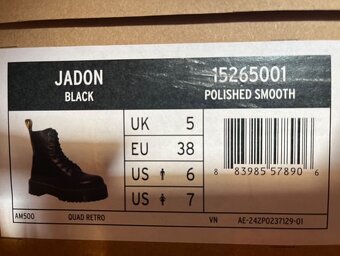 JADON
BLACK
15265001
POLISHED SMOOTH
UK 5
EU 38
US 6
US 7
8 83985 57890 6
AM500
QUAD RETRO
VN
AE-242P0237129-01